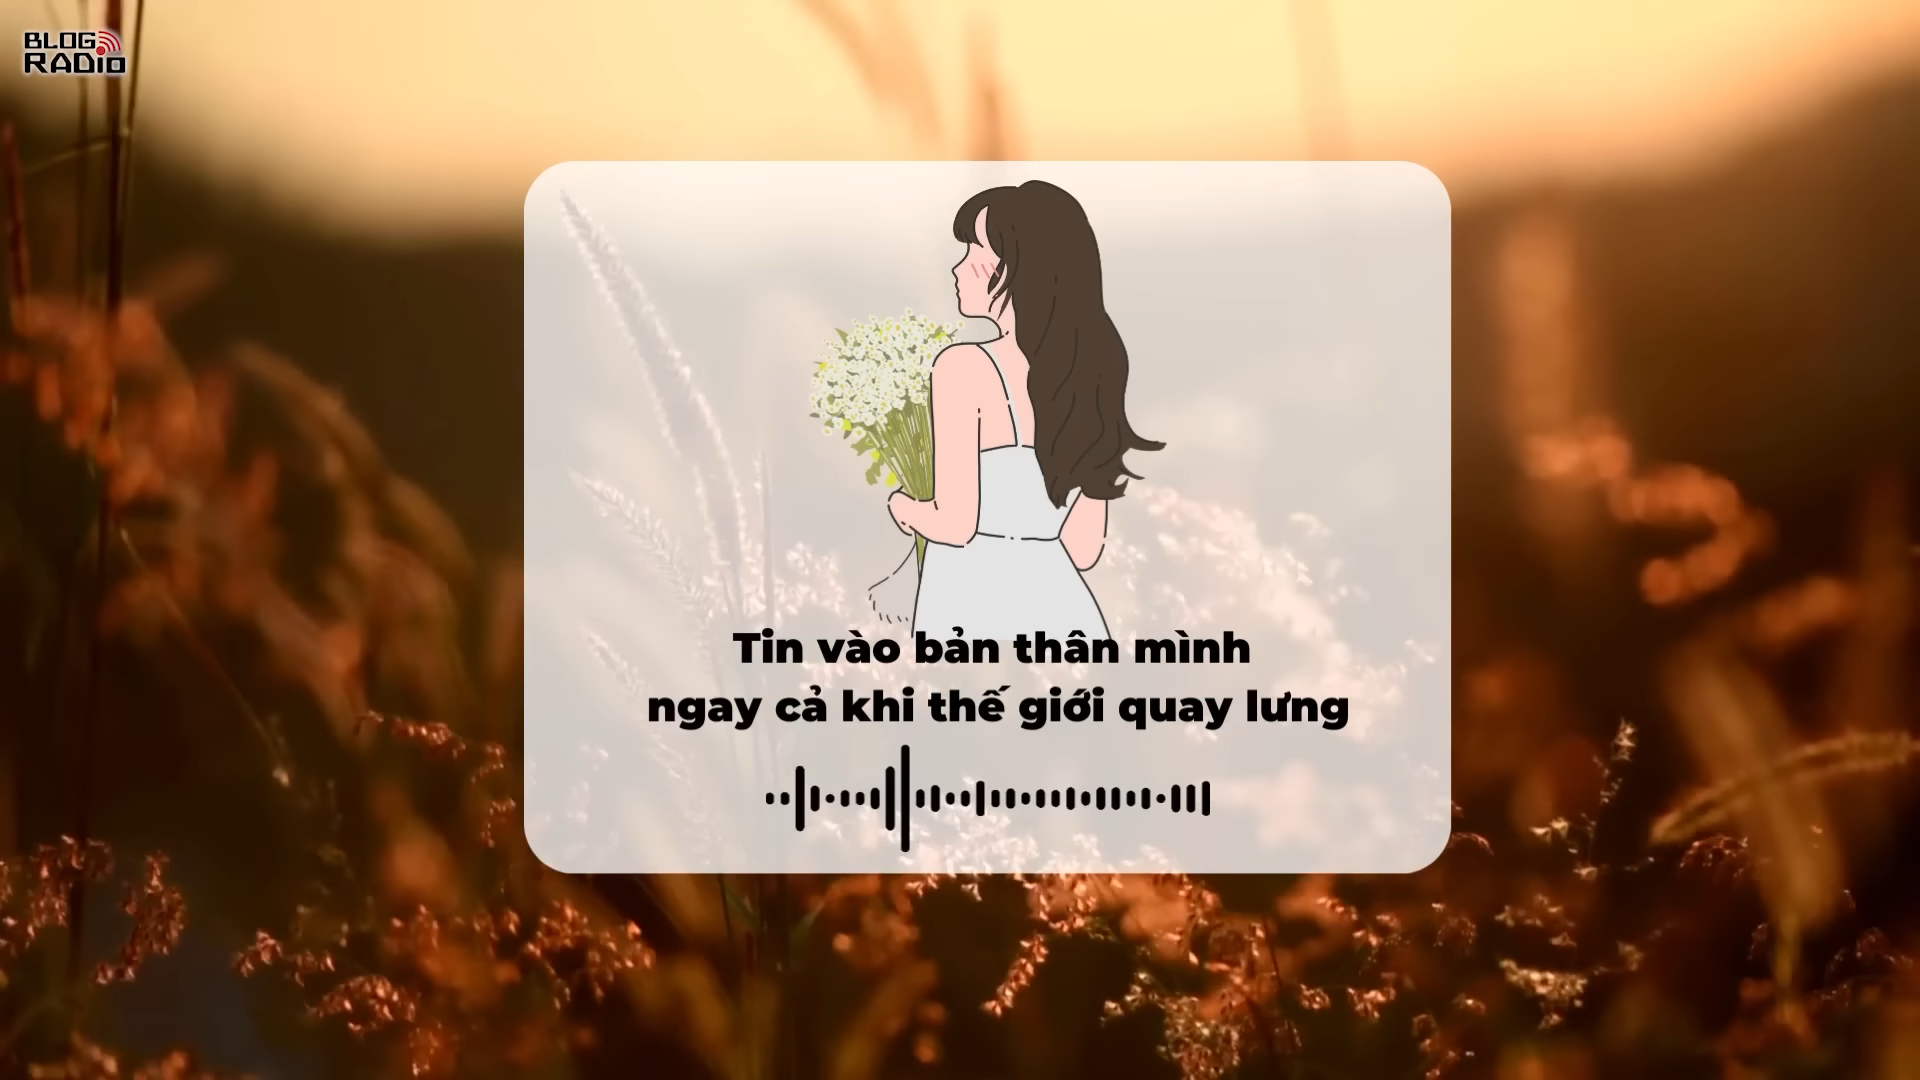 BLOG
RADio
Tin vào bản thân mình
ngay cả khi thế giới quay lưng